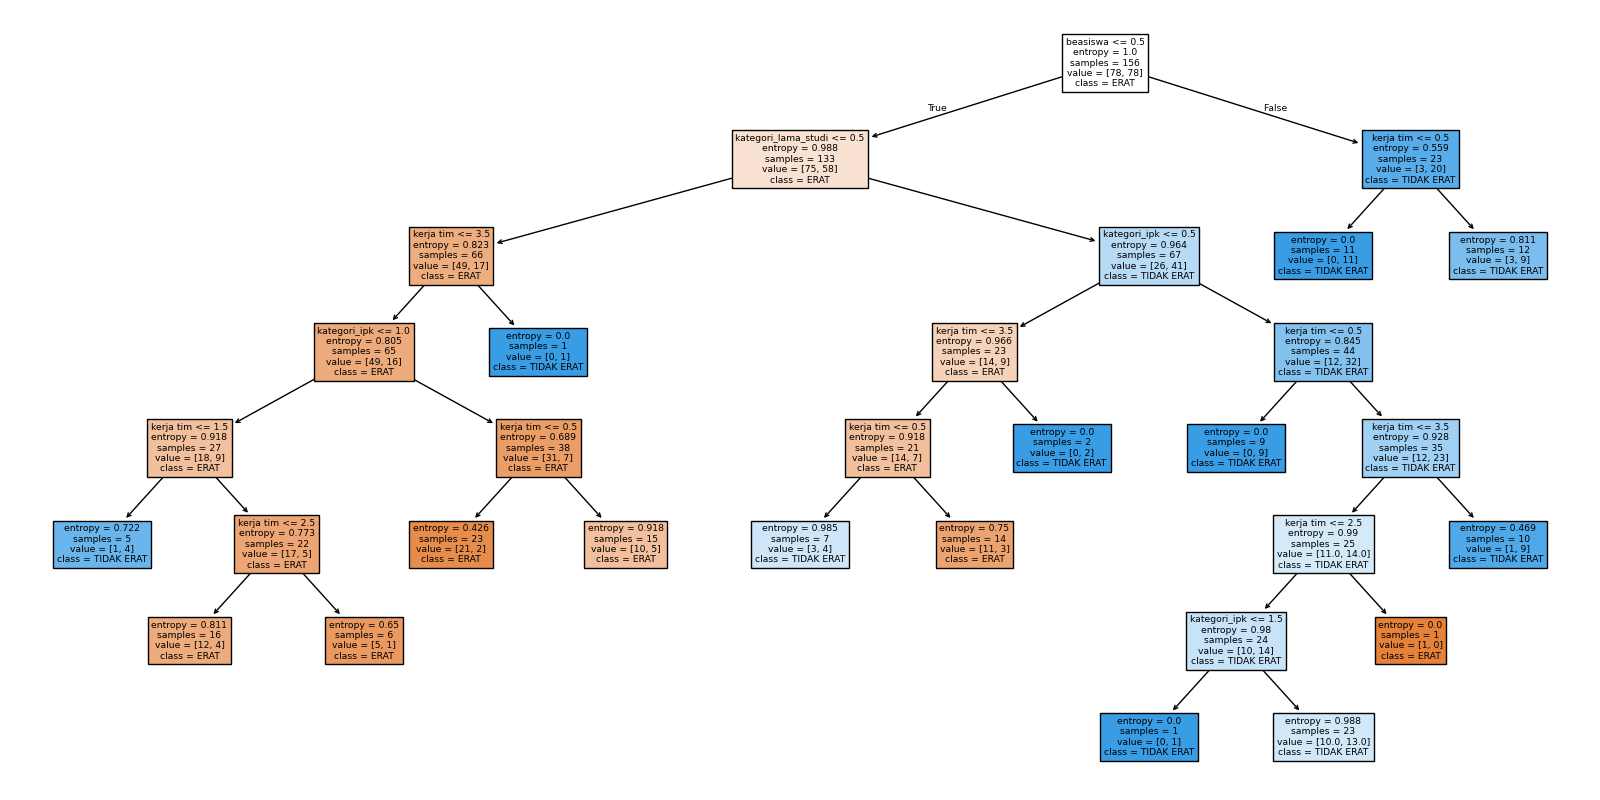 beasiswa <= 0.5
entropy = 1.0
samples = 156
value = [78, 78]
class = ERAT
True
False
kategori_lama_studi <= 0.5
entropy = 0.988
samples = 133
value = [75, 58]
class = ERAT
kerja tim <= 0.5
entropy = 0.559
samples = 23
value = [3, 20]
class = TIDAK ERAT
kerja tim <= 3.5
entropy = 0.823
samples = 66
value = [49, 17]
class = ERAT
kategori_ipk <= 0.5
entropy = 0.964
samples = 67
value = [26, 41]
class = TIDAK ERAT
entropy = 0.0
samples = 11
value = [0, 11]
class = TIDAK ERAT
entropy = 0.811
samples = 12
value = [3, 9]
class = TIDAK ERAT
kategori_ipk <= 1.0
entropy = 0.805
samples = 65
value = [49, 16]
class = ERAT
entropy = 0.0
samples = 1
value = [0, 1]
class = TIDAK ERAT
kerja tim <= 3.5
entropy = 0.966
samples = 23
value = [14, 9]
class = ERAT
kerja tim <= 0.5
entropy = 0.845
samples = 44
value = [12, 32]
class = TIDAK ERAT
kerja tim <= 1.5
entropy = 0.918
samples = 27
value = [18, 9]
class = ERAT
kerja tim <= 0.5
entropy = 0.689
samples = 38
value = [31, 7]
class = ERAT
kerja tim <= 0.5
entropy = 0.918
samples = 21
value = [14, 7]
class = ERAT
entropy = 0.0
samples = 2
value = [0, 2]
class = TIDAK ERAT
entropy = 0.0
samples = 9
value = [0, 9]
class = TIDAK ERAT
kerja tim <= 3.5
entropy = 0.928
samples = 35
value = [12, 23]
class = TIDAK ERAT
entropy = 0.722
samples = 5
value = [1, 4]
class = TIDAK ERAT
kerja tim <= 2.5
entropy = 0.773
samples = 22
value = [17, 5]
class = ERAT
entropy = 0.426
samples = 23
value = [21, 2]
class = ERAT
entropy = 0.918
samples = 15
value = [10, 5]
class = ERAT
entropy = 0.985
samples = 7
value = [3, 4]
class = TIDAK ERAT
entropy = 0.75
samples = 14
value = [11, 3]
class = ERAT
kerja tim <= 2.5
entropy = 0.99
samples = 25
value = [11.0, 14.0]
class = TIDAK ERAT
entropy = 0.469
samples = 10
value = [1, 9]
class = TIDAK ERAT
entropy = 0.811
samples = 16
value = [12, 4]
class = ERAT
entropy = 0.65
samples = 6
value = [5, 1]
class = ERAT
kategori_ipk <= 1.5
entropy = 0.98
samples = 24
value = [10, 14]
class = TIDAK ERAT
entropy = 0.0
samples = 1
value = [1, 0]
class = ERAT
entropy = 0.0
samples = 1
value = [0, 1]
class = TIDAK ERAT
entropy = 0.988
samples = 23
value = [10.0, 13.0]
class = TIDAK ERAT